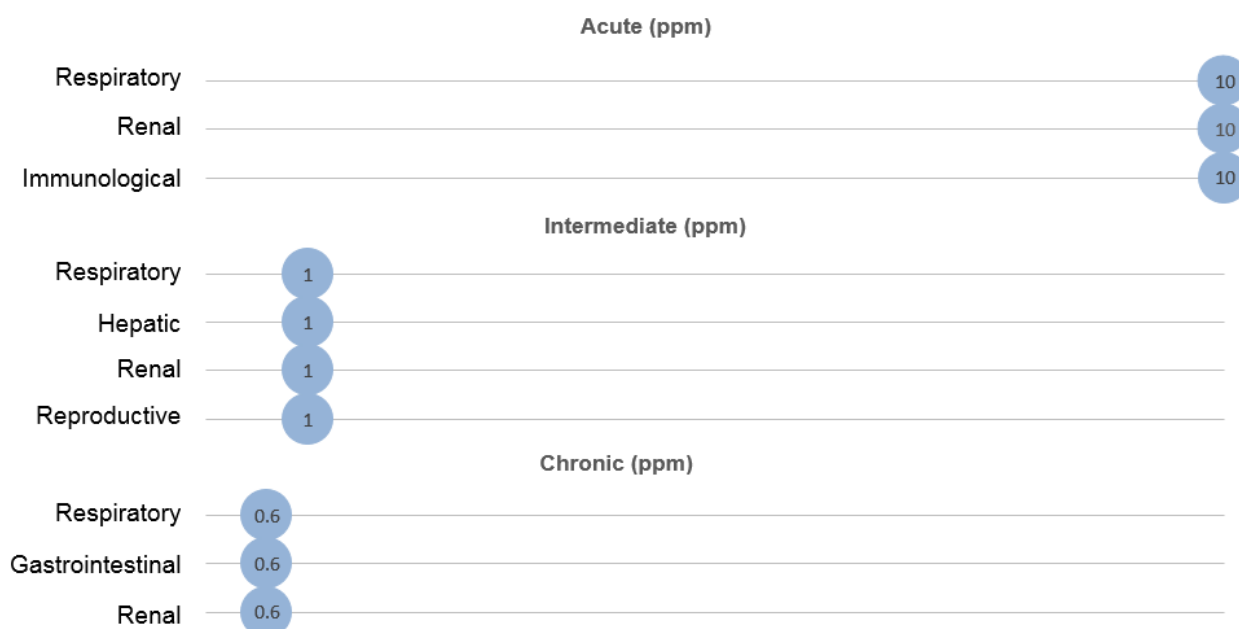 Acute (ppm)
Respiratory 10
Renal 10
Immunological 10
Intermediate (ppm)
Respiratory 1
Hepatic 1
Renal 1
Reproductive 1
Chronic (ppm)
Respiratory 0.6
Gastrointestinal 0.6
Renal 0.6